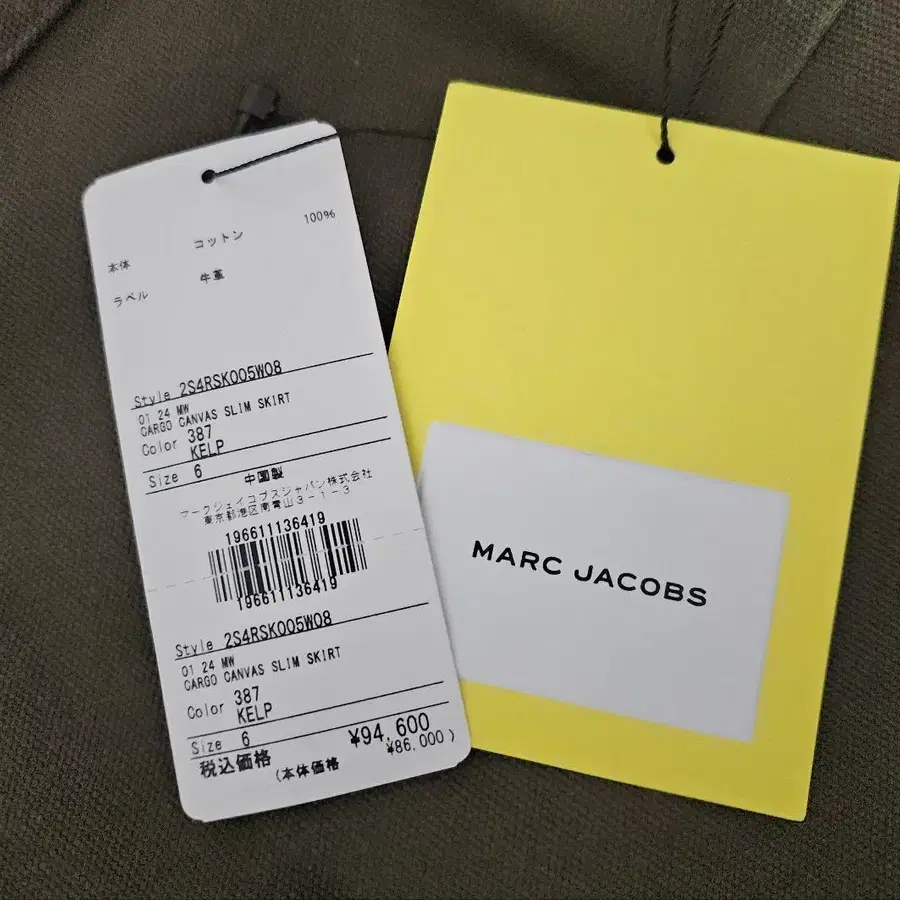 本体 コットン 100%
ラベル 牛革
Style 2S4RSK005W08
01 24 MW
CARGO CANVAS SLIM SKIRT
Color 387
KELP
Size 6
中国製
マークジェイコブスジャパン株式会社
東京都港区南青山3-1-3
196611136419
196611136419
Style 2S4RSK005W08
01 24 MW
CARGO CANVAS SLIM SKIRT
Color 387
KELP
Size 6
税込価格 ¥94,600
(本体価格 ¥86,000)
MARC JACOBS